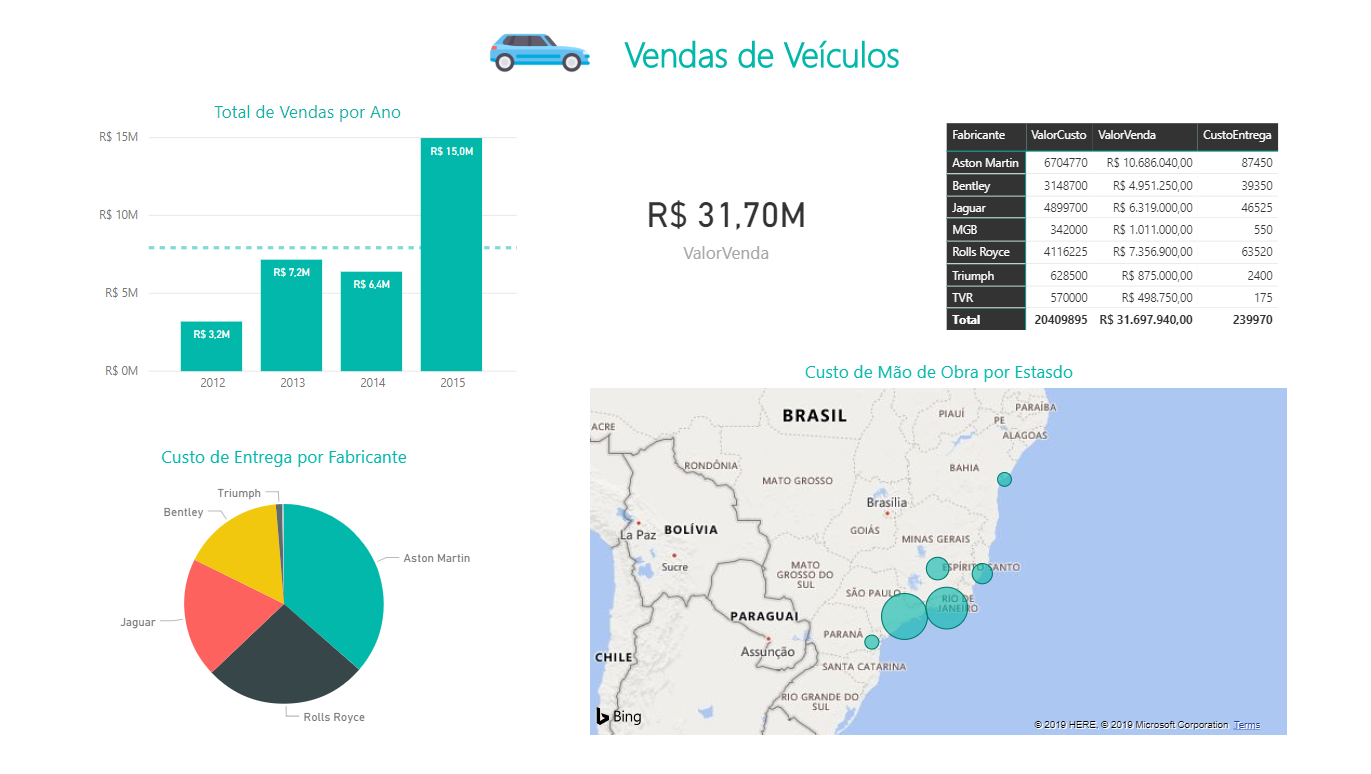 Vendas de Veículos
Total de Vendas por Ano
R$ 15M
R$ 10M
R$ 5M
R$ 0M
R$ 3,2M
R$ 7,2M
R$ 6,4M
R$ 15,0M
2012 2013 2014 2015
R$ 31,70M
ValorVenda
Fabricante ValorCusto ValorVenda CustoEntrega
Aston Martin 6704770 R$ 10.686.040,00 87450
Bentley 3148700 R$ 4.951.250,00 39350
Jaguar 4899700 R$ 6.319.000,00 46525
MGB 342000 R$ 1.011.000,00 550
Rolls Royce 4116225 R$ 7.356.900,00 63520
Triumph 628500 R$ 875.000,00 2400
TVR 570000 R$ 498.750,00 175
Total 20409895 R$ 31.697.940,00 239970
Custo de Entrega por Fabricante
Triumph
Bentley
Aston Martin
Jaguar
Rolls Royce
Custo de Mão de Obra por Estasdo
BRASIL
PIAUÍ
PARAÍBA
PE
ACRE
ALAGOAS
RONDÔNIA
BAHIA
MATO GROSSO
Brasília
La Paz
BOLÍVIA
GOIÁS
MINAS GERAIS
Sucre
MATO
GROSSO DO
SUL
ESPÍRITO SANTO
SÃO PAULO
RIO DE
JANEIRO
PARAGUAI
PARANÁ
Assunção
CHILE
SANTA CATARINA
RIO GRANDE DO
SUL
Bing
© 2019 HERE, © 2019 Microsoft Corporation Terms